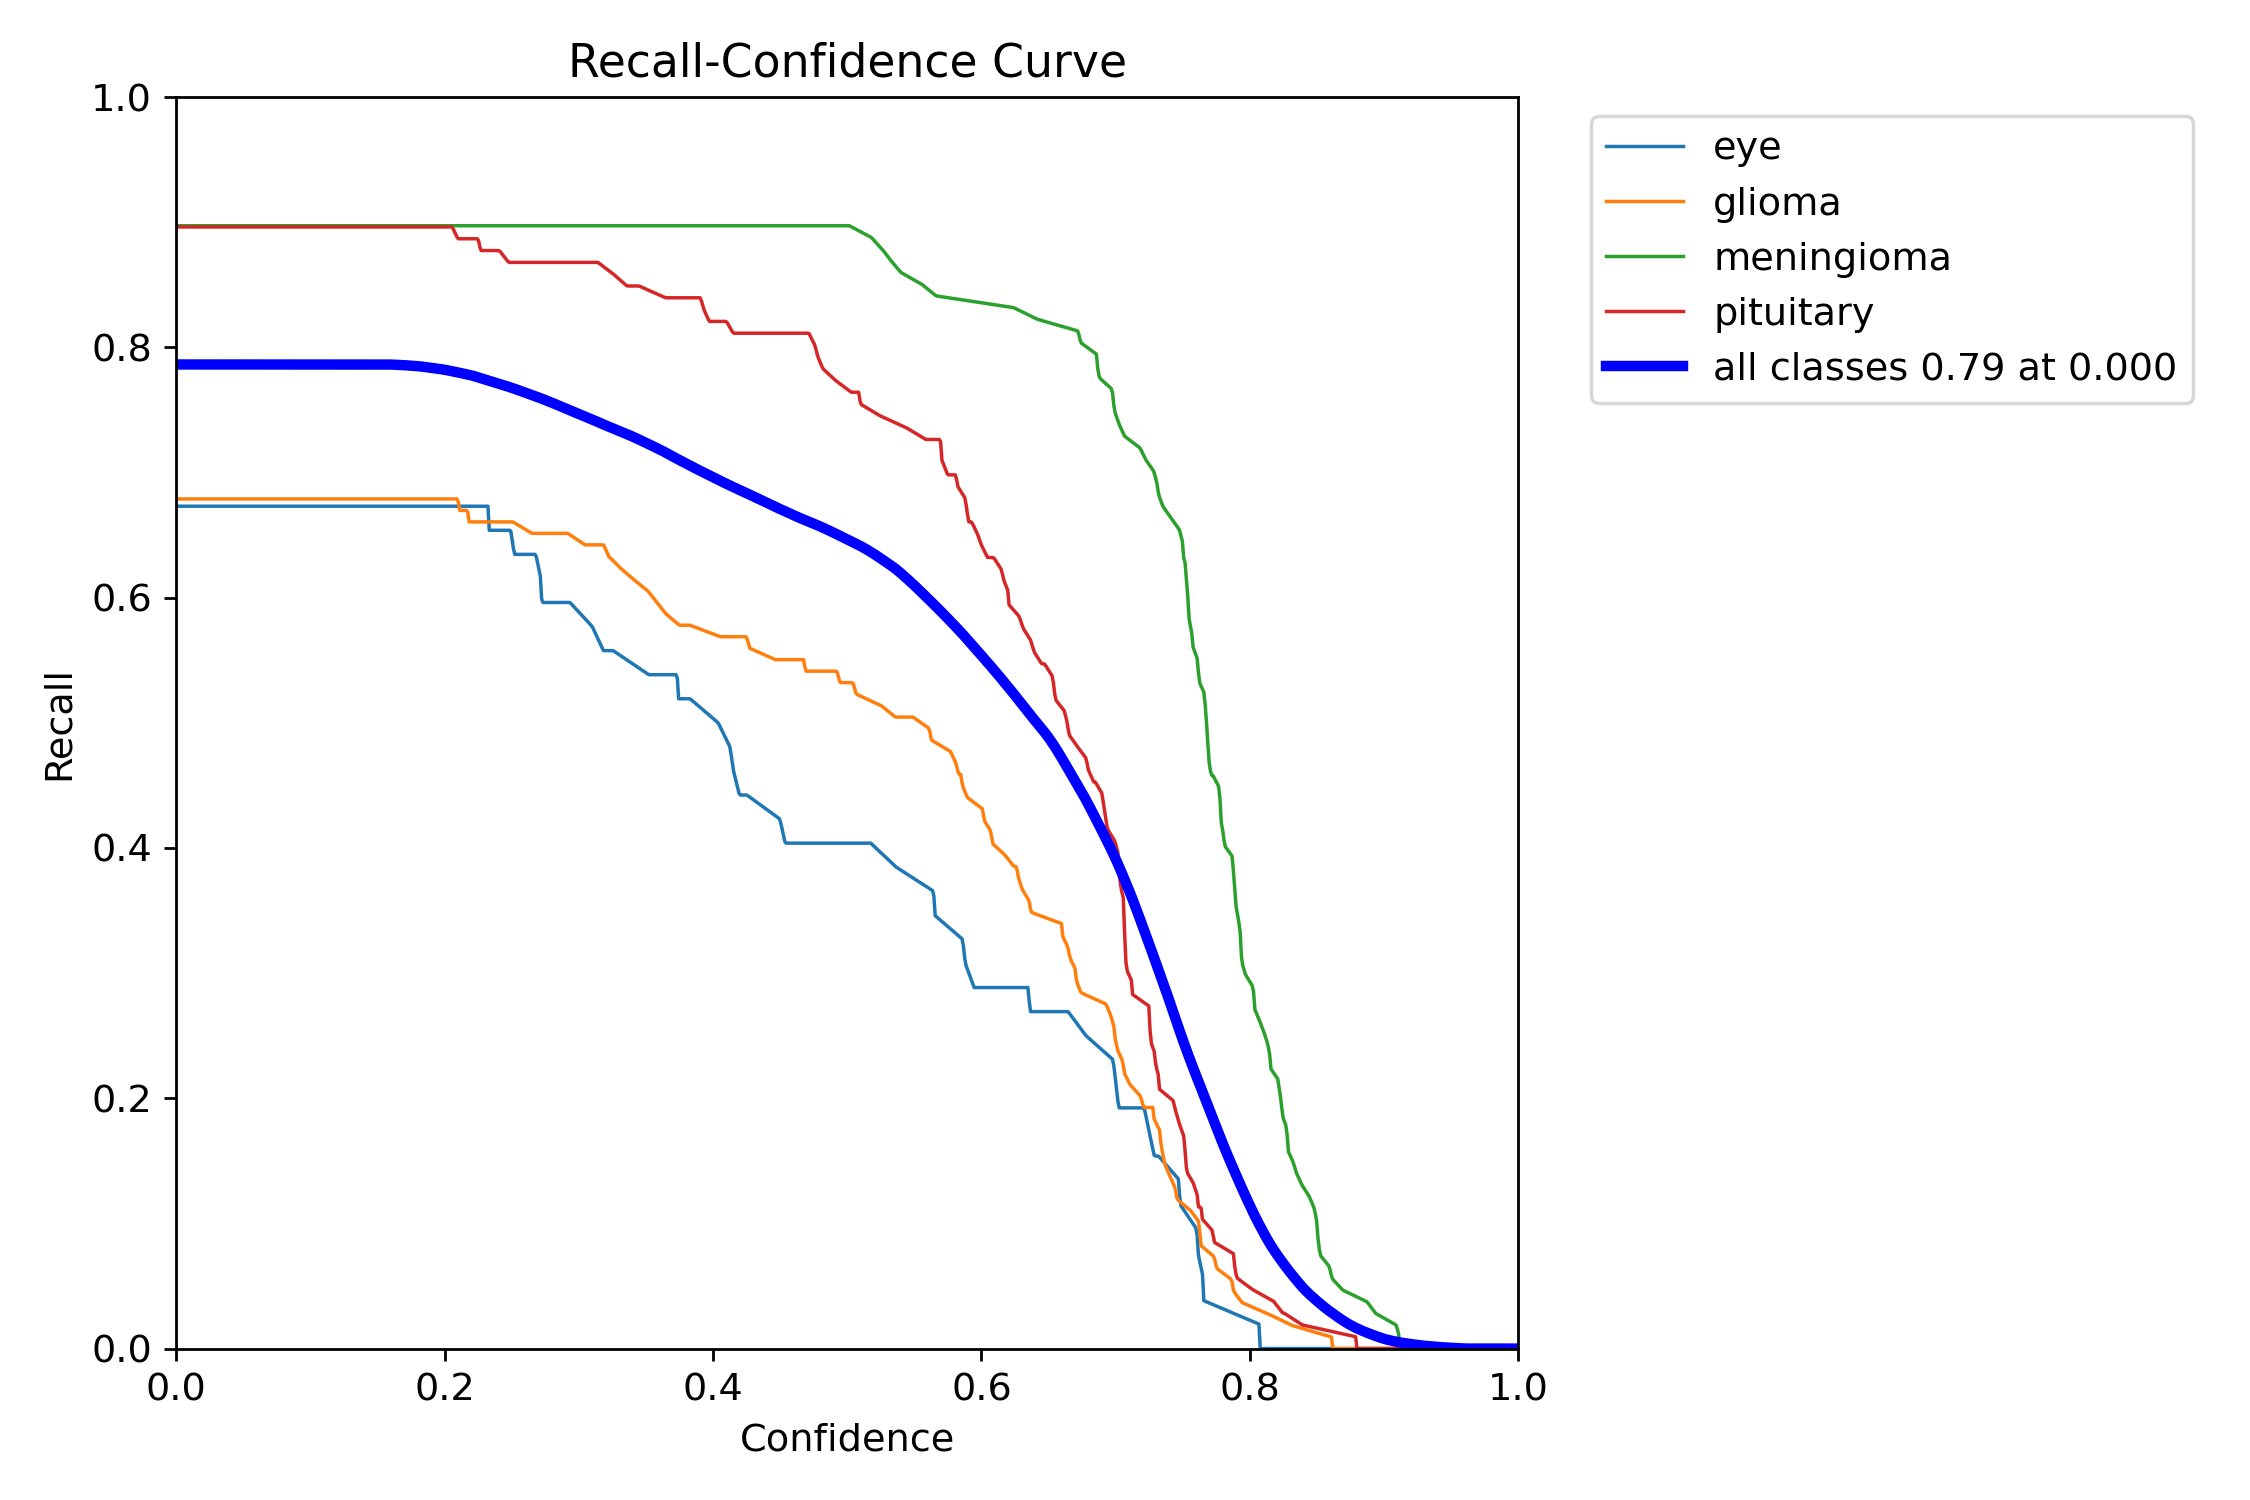 Recall-Confidence Curve
1.0
0.8
0.6
0.4
0.2
0.0
Recall
0.0 0.2 0.4 0.6 0.8 1.0
Confidence
eye
glioma
meningioma
pituitary
all classes 0.79 at 0.000